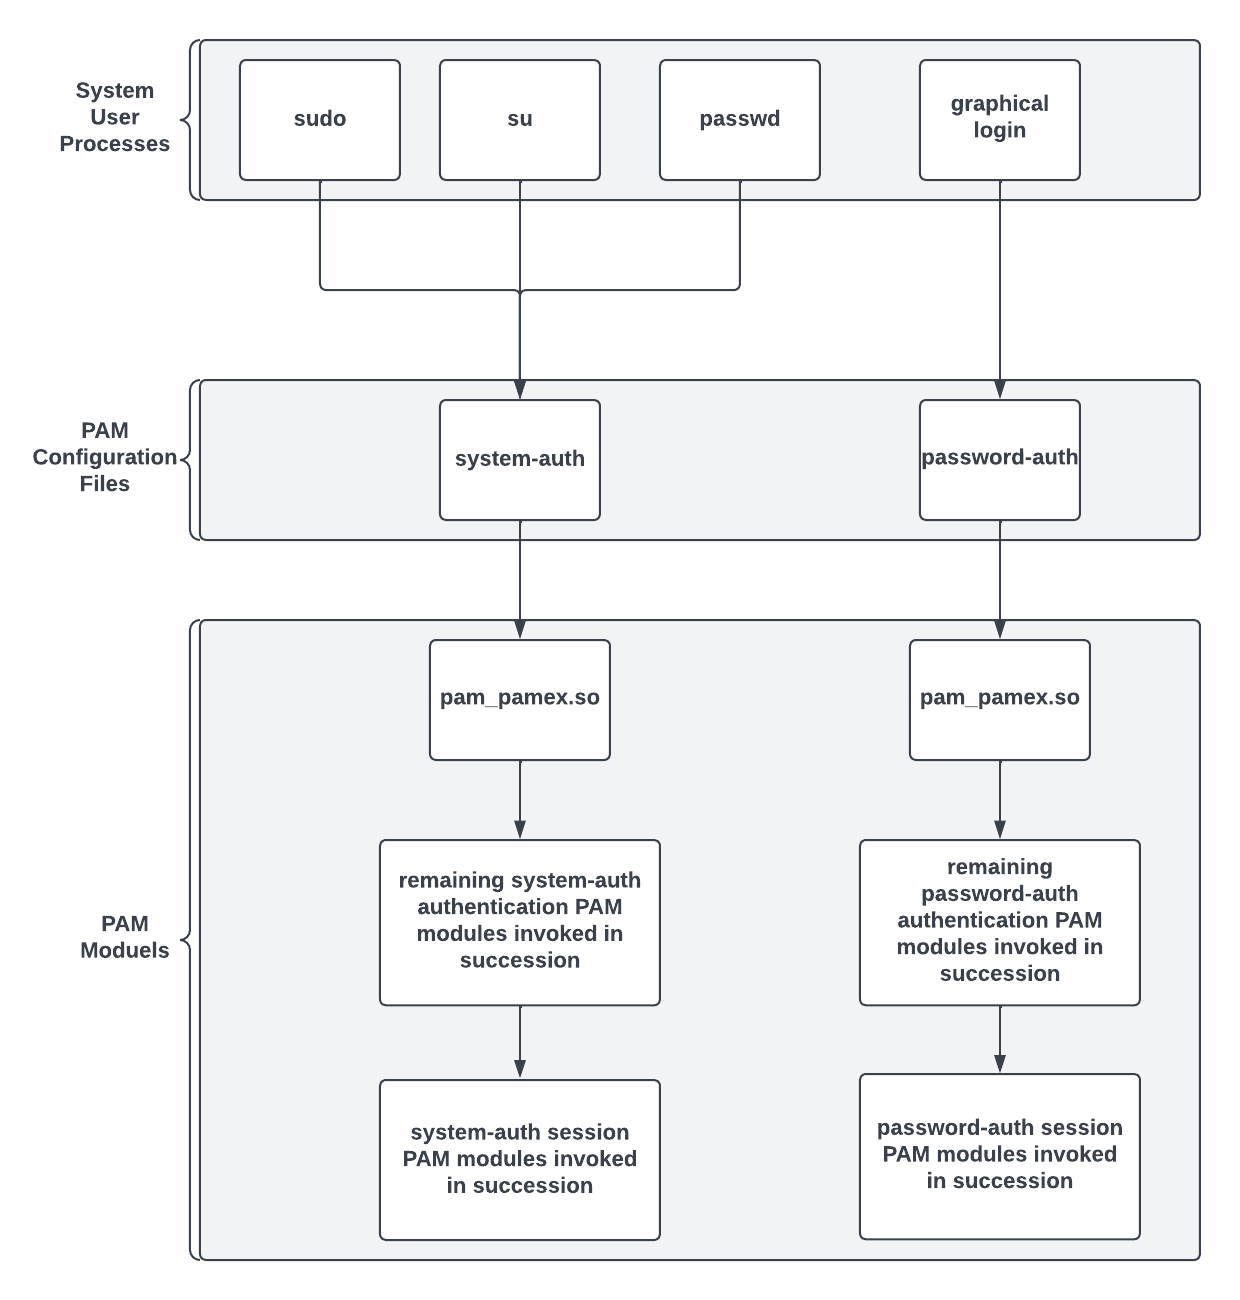 System
User
Processes
sudo
su
passwd
graphical
login
PAM
Configuration
Files
system-auth
password-auth
PAM
Moduels
pam_pamex.so
pam_pamex.so
remaining system-auth
authentication PAM
modules invoked in
succession
remaining
password-auth
authentication PAM
modules invoked in
succession
system-auth session
PAM modules invoked
in succession
password-auth session
PAM modules invoked
in succession